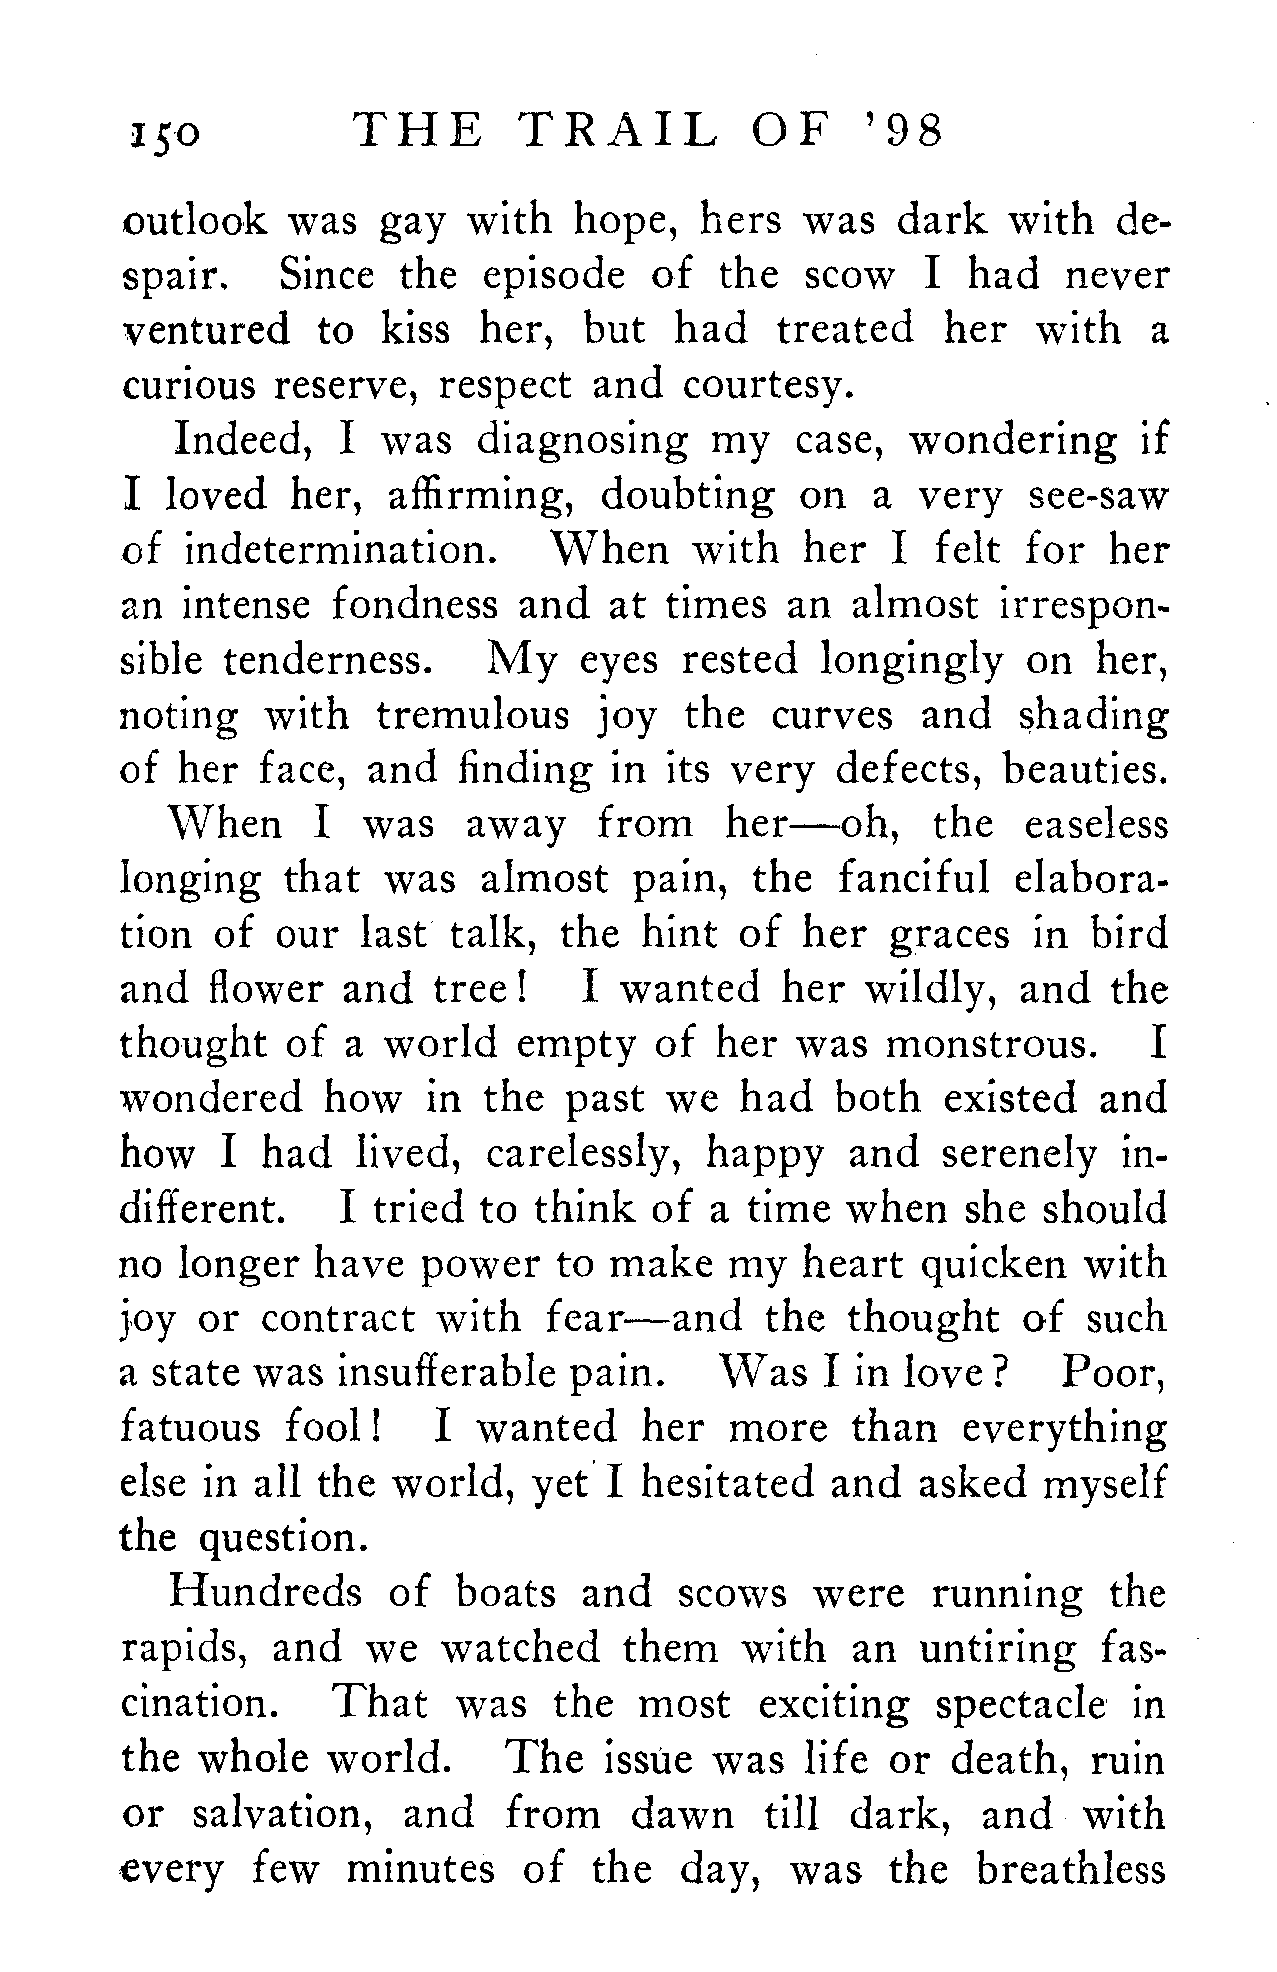 150 THE TRAIL OF '98
outlook was gay with hope, hers was dark with de-
spair. Since the episode of the scow I had never
ventured to kiss her, but had treated her with a
curious reserve, respect and courtesy.
Indeed, I was diagnosing my case, wondering if
I loved her, affirming, doubting on a very see-saw
of indetermination. When with her I felt for her
an intense fondness and at times an almost irrespon-
sible tenderness. My eyes rested longingly on her,
noting with tremulous joy the curves and shading
of her face, and finding in its very defects, beauties.
When I was away from her—oh, the easeless
longing that was almost pain, the fanciful elabora-
tion of our last talk, the hint of her graces in bird
and flower and tree! I wanted her wildly, and the
thought of a world empty of her was monstrous. I
wondered how in the past we had both existed and
how I had lived, carelessly, happy and serenely in-
different. I tried to think of a time when she should
no longer have power to make my heart quicken with
joy or contract with fear—and the thought of such
a state was insufferable pain. Was I in love? Poor,
fatuous fool! I wanted her more than everything
else in all the world, yet I hesitated and asked myself
the question.
Hundreds of boats and scows were running the
rapids, and we watched them with an untiring fas-
cination. That was the most exciting spectacle in
the whole world. The issue was life or death, ruin
or salvation, and from dawn till dark, and with
every few minutes of the day, was the breathless